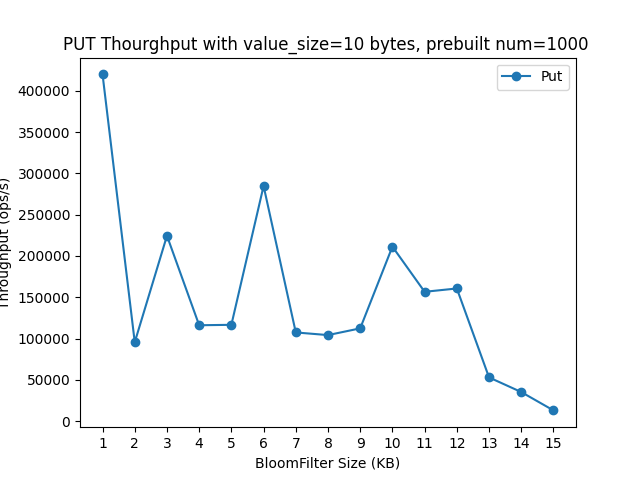 PUT Thourghput with value_size=10 bytes, prebuilt num=1000
Put
Throughput (ops/s)
400000
350000
300000
250000
200000
150000
100000
50000
0
1 2 3 4 5 6 7 8 9 10 11 12 13 14 15
BloomFilter Size (KB)